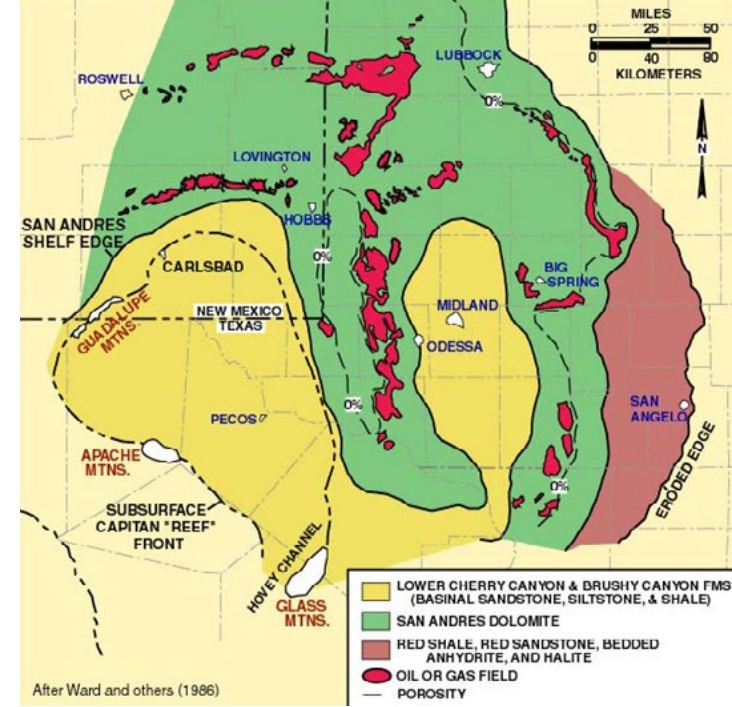 MILES
0 25 50
0 40 80
KILOMETERS
N
LUBBOCK
ROSWELL
0%
LOVINGTON
HOBBS
SAN ANDRES
SHELF EDGE
0%
CARLSBAD
BIG
SPRING
NEW MEXICO
TEXAS
MIDLAND
GUADALUPE
MTNS.
ODESSA
0%
SAN
ANGELO
PECOS
APACHE
MTNS.
ERODED EDGE
0%
SUBSURFACE
CAPITAN "REEF"
FRONT
HOVEY CHANNEL
GLASS
MTNS.
LOWER CHERRY CANYON & BRUSHY CANYON FMS
(BASINAL SANDSTONE, SILTSTONE, & SHALE)
SAN ANDRES DOLOMITE
RED SHALE, RED SANDSTONE, BEDDED
ANHYDRITE, AND HALITE
OIL OR GAS FIELD
POROSITY
After Ward and others (1986)